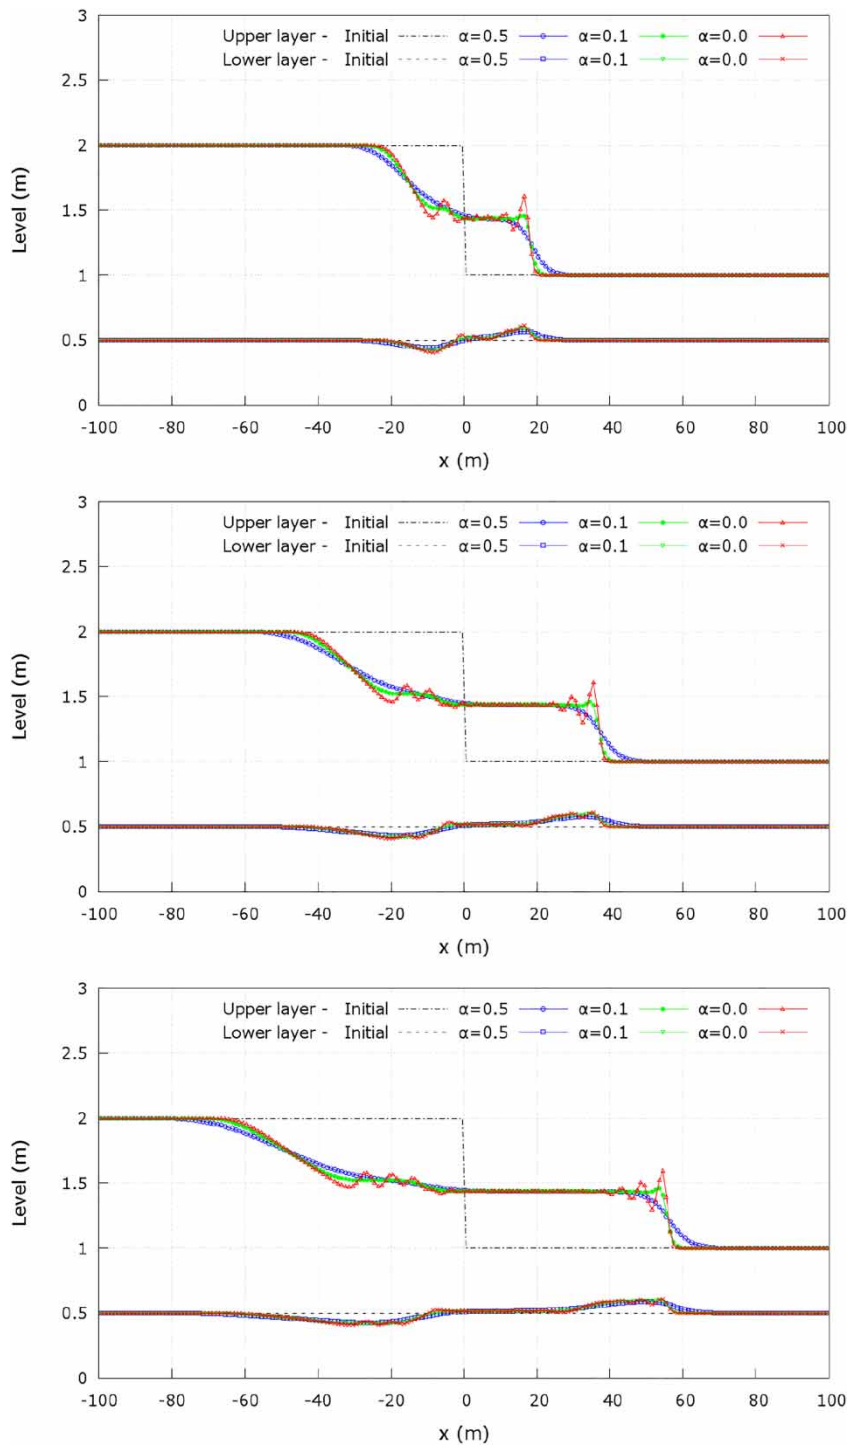 Upper layer - Initial α=0.5 α=0.1 α=0.0
Lower layer - Initial α=0.5 α=0.1 α=0.0
3
2.5
2
1.5
1
0.5
0
Level (m)
-100 -80 -60 -40 -20 0 20 40 60 80 100
x (m)
Upper layer - Initial α=0.5 α=0.1 α=0.0
Lower layer - Initial α=0.5 α=0.1 α=0.0
3
2.5
2
1.5
1
0.5
0
Level (m)
-100 -80 -60 -40 -20 0 20 40 60 80 100
x (m)
Upper layer - Initial α=0.5 α=0.1 α=0.0
Lower layer - Initial α=0.5 α=0.1 α=0.0
3
2.5
2
1.5
1
0.5
0
Level (m)
-100 -80 -60 -40 -20 0 20 40 60 80 100
x (m)